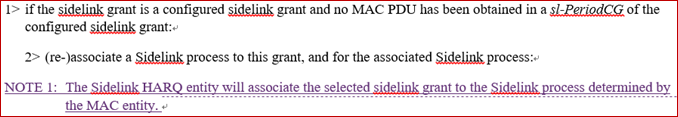 1> if the sidelink grant is a configured sidelink grant and no MAC PDU has been obtained in a sl-PeriodCG of the
configured sidelink grant:↵
2> (re-)associate a Sidelink process to this grant, and for the associated Sidelink process:↵
NOTE 1: The Sidelink HARQ entity will associate the selected sidelink grant to the Sidelink process determined by
the MAC entity. ↵